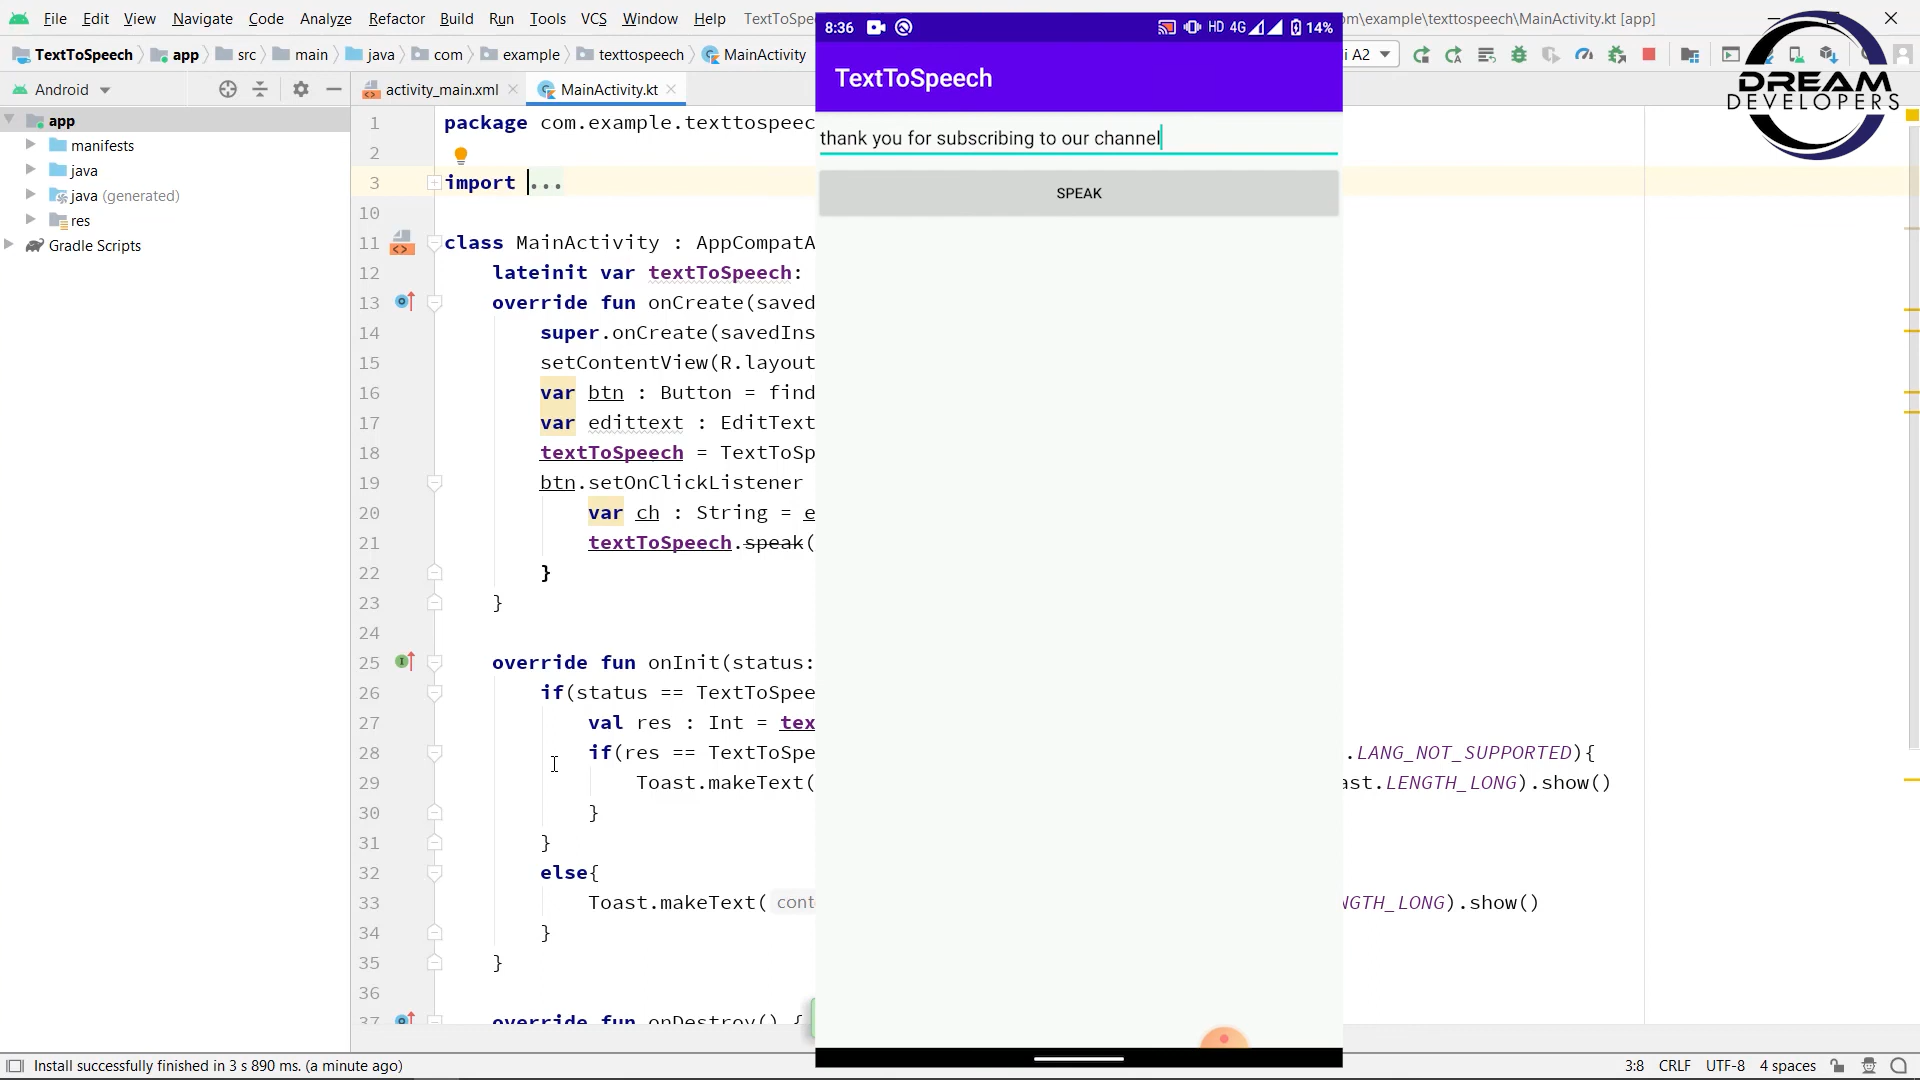 File Edit View Navigate Code Analyze Refactor Build Run Tools VCS Window Help TextToSpe
m\example\texttospeech\MainActivity.kt [app]
TextToSpeech app src main java com example texttospeech MainActivity
i A2
Android
activity_main.xml
MainActivity.kt
app
manifests
java
java (generated)
res
Gradle Scripts
1 package com.example.texttospeec
2
3 import ...
10
11 class MainActivity : AppCompatA
12 lateinit var textToSpeech:
13 override fun onCreate(saved
14 super.onCreate(savedIns
15 setContentView(R.layout
16 var btn : Button = find
17 var edittext : EditText
18 textToSpeech = TextToSp
19 btn.setOnClickListener
20 var ch : String = e
21 textToSpeech.speak(
22 }
23 }
24
25 override fun onInit(status:
26 if(status == TextToSpee
27 val res : Int = tex
28 if(res == TextToSpe .LANG_NOT_SUPPORTED){
29 Toast.makeText( ast.LENGTH_LONG).show()
30 }
31 }
32 else{
33 Toast.makeText( conte NGTH_LONG).show()
34 }
35 }
36
37 override fun onDestroy() {
8:36 HD 4G 14%
TextToSpeech
thank you for subscribing to our channel
SPEAK
DREAM
DEVELOPERS
Install successfully finished in 3 s 890 ms. (a minute ago)
3:8 CRLF UTF-8 4 spaces